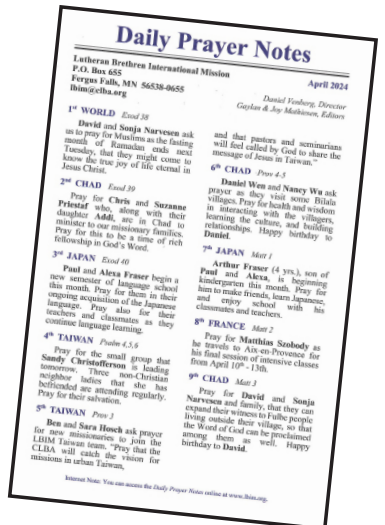 Daily Prayer Notes
Lutheran Brethren International Mission
P.O. Box 655
Fergus Falls, MN 56538-0655
lbim@clba.org
April 2024
Daniel Venberg, Director
Gaylan & Joy Mathiesen, Editors
1st WORLD Exod 38
David and Sonja Narvesen ask
us to pray for Muslims as the fasting
month of Ramadan ends next
Tuesday, that they might come to
know the true joy of life eternal in
Jesus Christ.
2nd CHAD Exod 39
Pray for Chris and Suzanne
Priestaf who, along with their
daughter Addi, are in Chad to
minister to our missionary families.
Pray for this to be a time of rich
fellowship in God's Word.
3rd JAPAN Exod 40
Paul and Alexa Fraser begin a
new semester of language school
this month. Pray for them in their
ongoing acquisition of the Japanese
language. Pray also for their
teachers and classmates as they
continue language learning.
4th TAIWAN Psalm 4,5,6
Pray for the small group that
Sandy Christofferson is leading
tomorrow. Three non-Christian
neighbor ladies that she has
befriended are attending regularly.
Pray for their salvation.
5th TAIWAN Prov 3
Ben and Sara Hosch ask prayer
for new missionaries to join the
LBIM Taiwan team. "Pray that the
CLBA will catch the vision for
missions in urban Taiwan,
and that pastors and seminarians
will feel called by God to share the
message of Jesus in Taiwan."
6th CHAD Prov 4-5
Daniel Wen and Nancy Wu ask
prayer as they visit some Bilala
villages. Pray for health and wisdom
in interacting with the villagers,
learning the culture, and building
relationships. Happy birthday to
Daniel.
7th JAPAN Matt 1
Arthur Fraser (4 yrs.), son of
Paul and Alexa, is beginning
kindergarten this month. Pray for
him to make friends, learn Japanese,
and enjoy school with his
classmates and teachers.
8th FRANCE Matt 2
Pray for Matthias Szobody as
he travels to Aix-en-Provence for
his final session of intensive classes
from April 10th - 13th.
9th CHAD Matt 3
Pray for David and Sonja
Narvesen and family, that they can
expand their witness to Fulbe people
living outside their village, so that
the Word of God can be proclaimed
among them as well. Happy
birthday to David.
Internet Note: You can access the Daily Prayer Notes online at www.lbim.org.